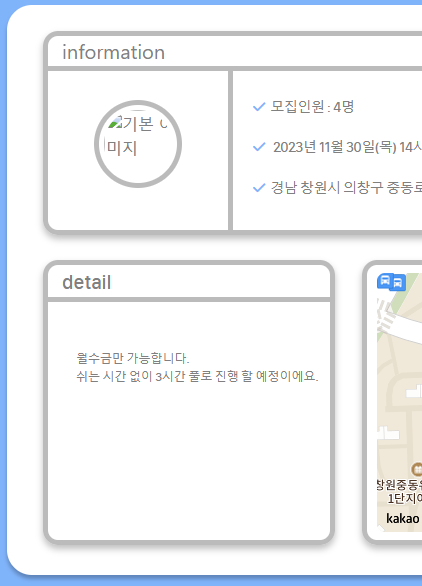 information
기본 이
미지
모집인원 : 4명
2023년 11월 30일(목) 14시
경남 창원시 의창구 중동로
detail
월수금만 가능합니다.
쉬는 시간 없이 3시간 풀로 진행 할 예정이에요.
창원중동
1단지
kakao